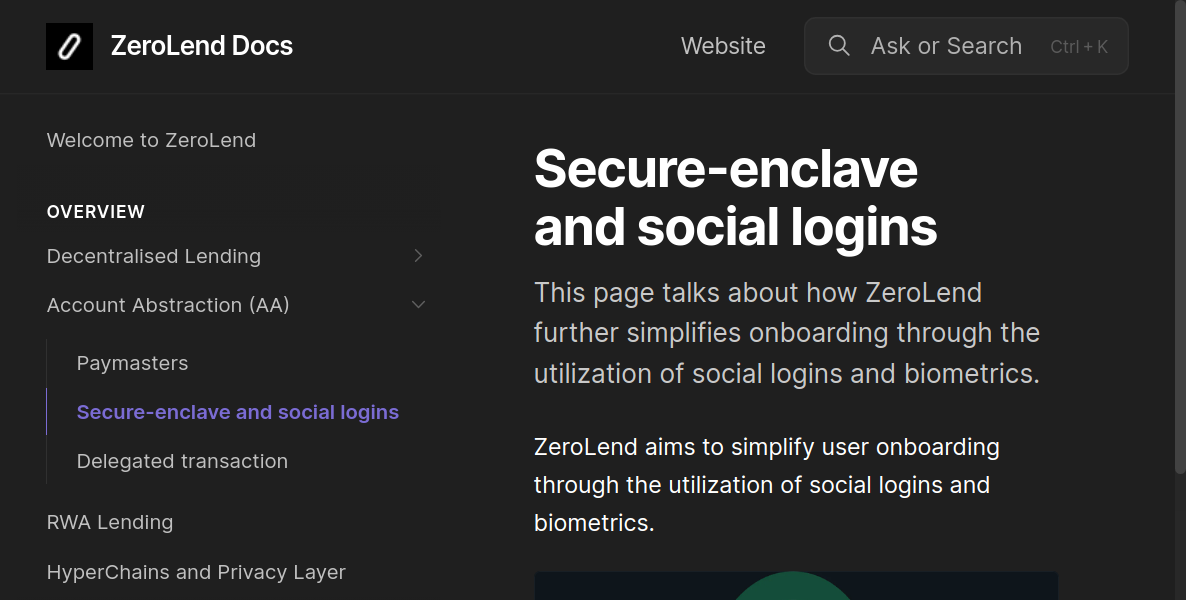 ZeroLend Docs
Website
Ask or Search
Ctrl + K
Welcome to ZeroLend
OVERVIEW
Decentralised Lending
Account Abstraction (AA)
Paymasters
Secure-enclave and social logins
Delegated transaction
RWA Lending
HyperChains and Privacy Layer
Secure-enclave
and social logins
This page talks about how ZeroLend
further simplifies onboarding through the
utilization of social logins and biometrics.
ZeroLend aims to simplify user onboarding
through the utilization of social logins and
biometrics.